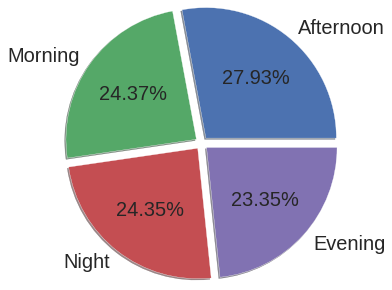 Afternoon
Morning
27.93%
24.37%
24.35%
23.35%
Evening
Night